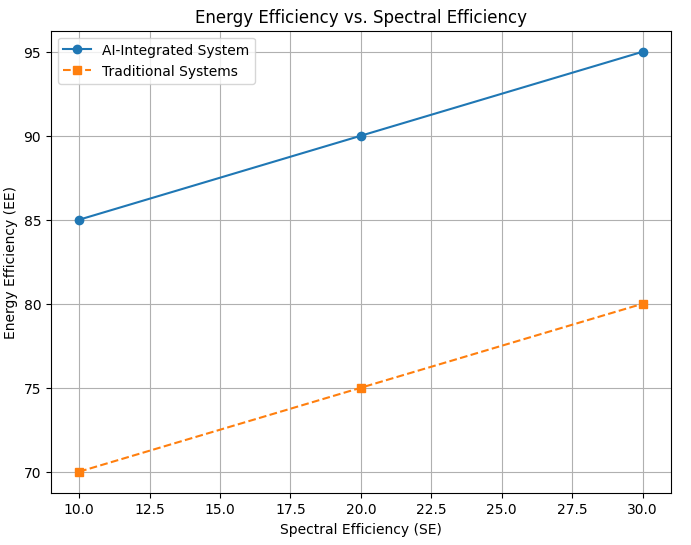 Energy Efficiency vs. Spectral Efficiency
AI-Integrated System
Traditional Systems
Energy Efficiency (EE)
95
90
85
80
75
70
10.0 12.5 15.0 17.5 20.0 22.5 25.0 27.5 30.0
Spectral Efficiency (SE)